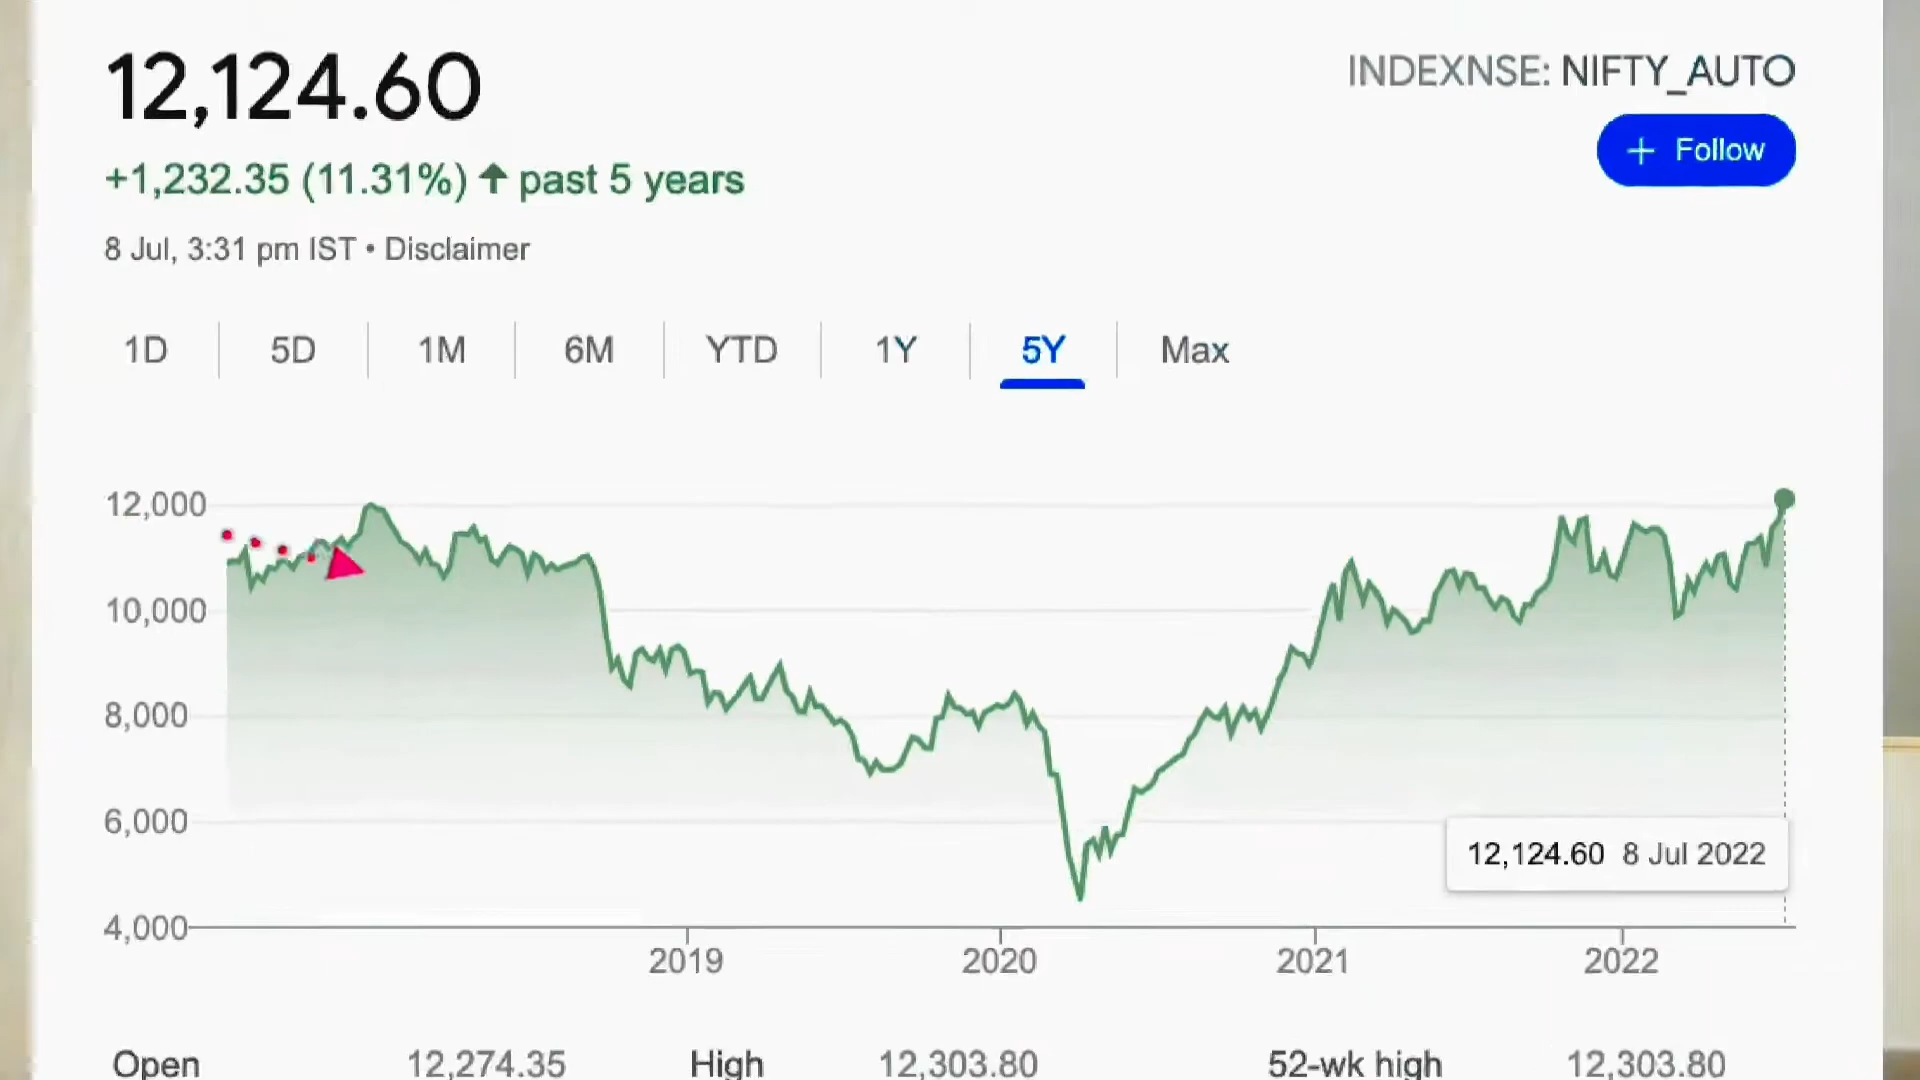 12,124.60
INDEXNSE: NIFTY_AUTO
+ Follow
+1,232.35 (11.31%) ↑ past 5 years
8 Jul, 3:31 pm IST • Disclaimer
1D 5D 1M 6M YTD 1Y 5Y Max
12,000
10,000
8,000
6,000
12,124.60 8 Jul 2022
4,000
2019 2020 2021 2022
Open 12,274.35 High 12,303.80 52-wk high 12,303.80